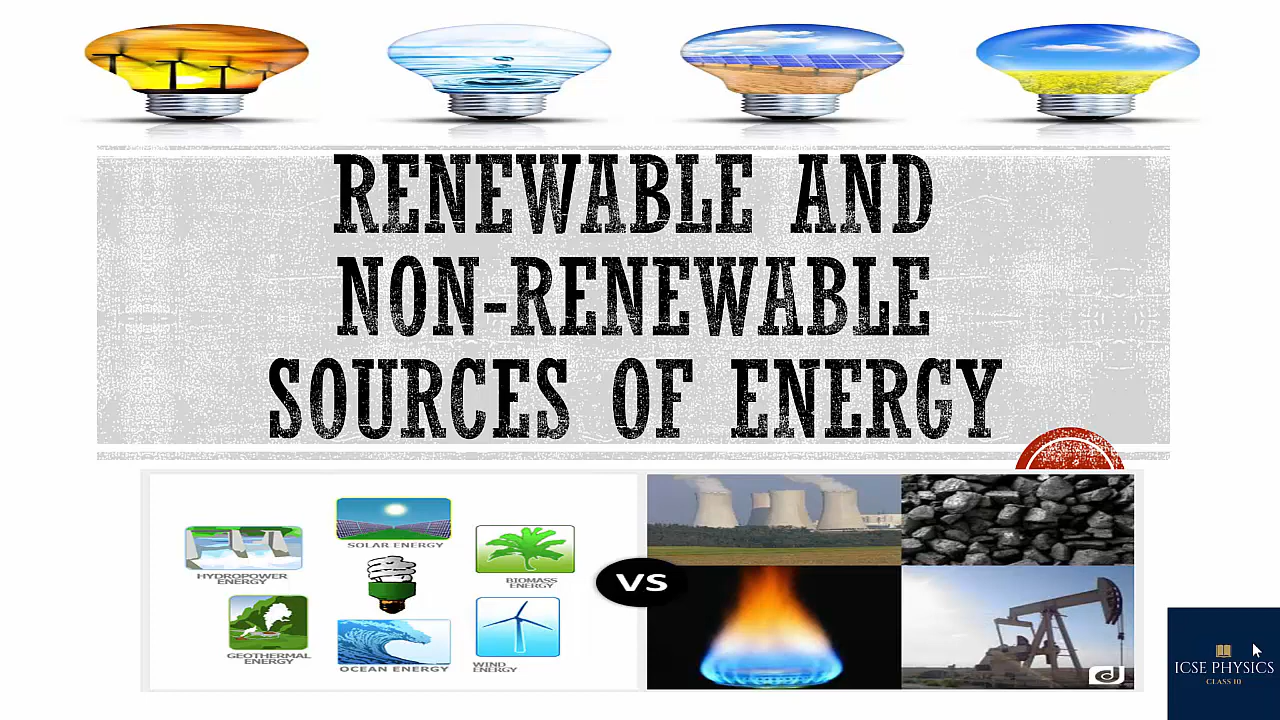 RENEWABLE AND
NON-RENEWABLE
SOURCES OF ENERGY
SOLAR ENERGY
HYDROPOWER
ENERGY
BIOMASS
ENERGY
VS
GEOTHERMAL
ENERGY
OCEAN ENERGY
WIND
ENERGY
d
ICSE PHYSICS
CLASS 10